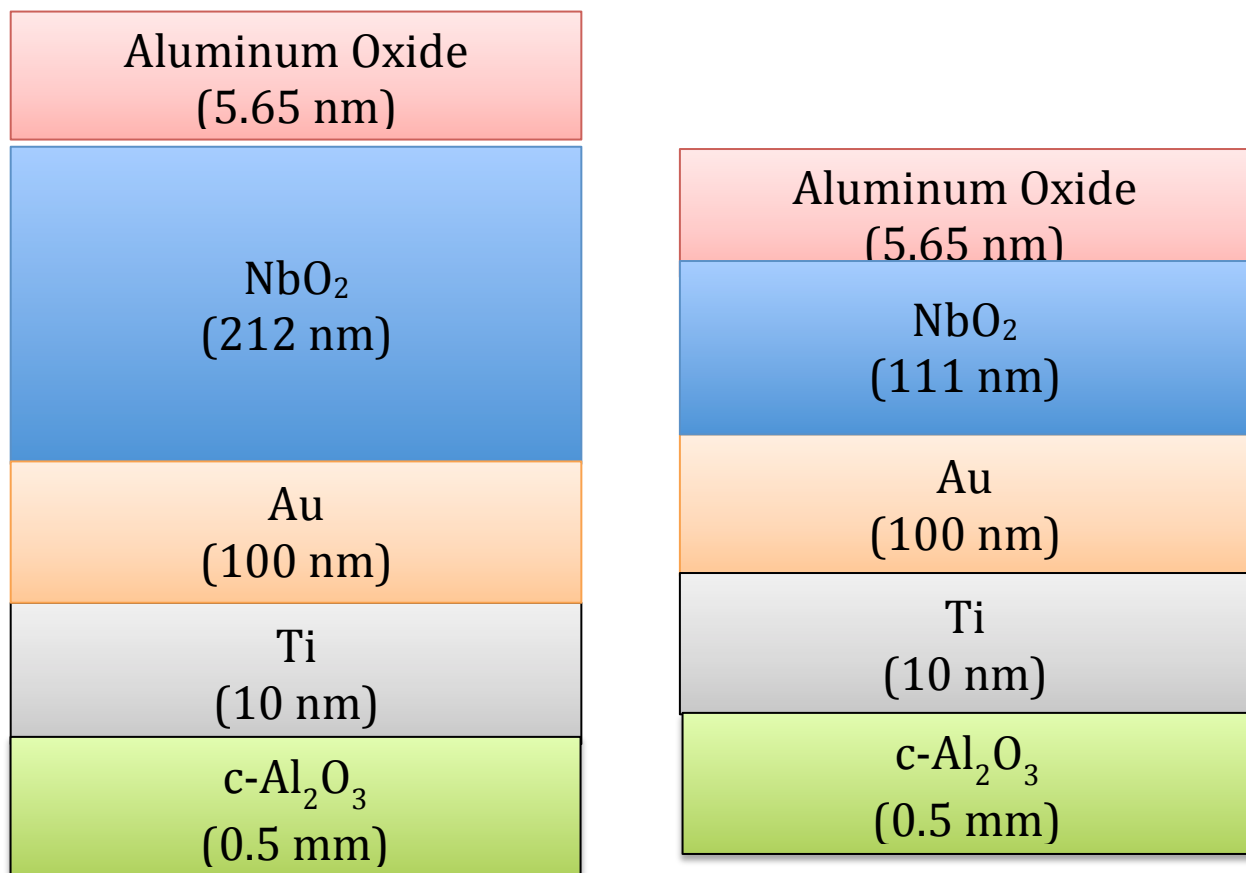 Aluminum Oxide
(5.65 nm)
NbO₂
(212 nm)
Au
(100 nm)
Ti
(10 nm)
c-Al₂O₃
(0.5 mm)
Aluminum Oxide
(5.65 nm)
NbO₂
(111 nm)
Au
(100 nm)
Ti
(10 nm)
c-Al₂O₃
(0.5 mm)